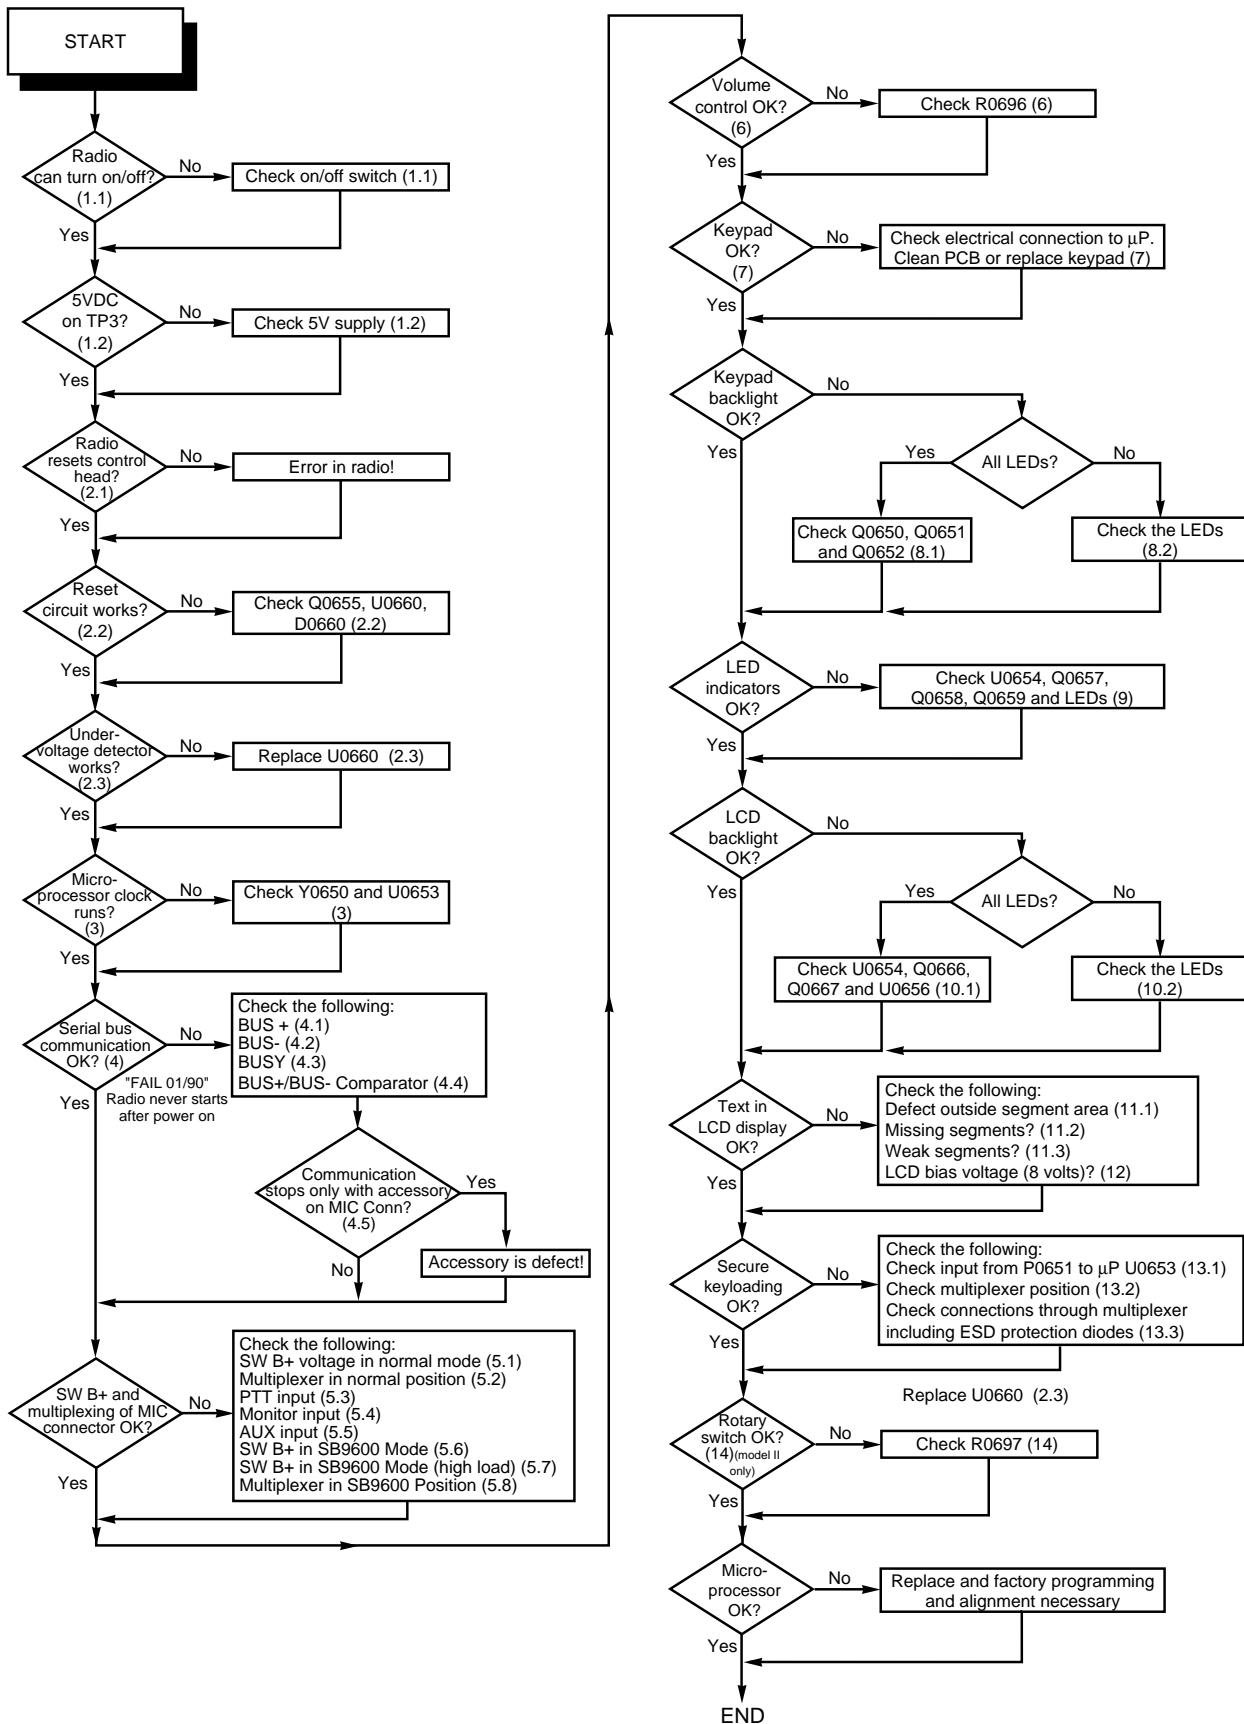 START
Radio
can turn on/off?
(1.1)
No
Check on/off switch (1.1)
Yes
5VDC
on TP3?
(1.2)
No
Check 5V supply (1.2)
Yes
Radio
resets control
head?
(2.1)
No
Error in radio!
Yes
Reset
circuit works?
(2.2)
No
Check Q0655, U0660,
D0660 (2.2)
Yes
Under-
voltage detector
works?
(2.3)
No
Replace U0660 (2.3)
Yes
Micro-
processor clock
runs?
(3)
No
Check Y0650 and U0653
(3)
Yes
Serial bus
communication
OK? (4)
No
Check the following:
BUS + (4.1)
BUS- (4.2)
BUSY (4.3)
BUS+/BUS- Comparator (4.4)
"FAIL 01/90"
Radio never starts
after power on
Yes
Communication
stops only with accessory
on MIC Conn?
(4.5)
Yes
Accessory is defect!
No
SW B+ and
multiplexing of MIC
connector OK?
No
Check the following:
SW B+ voltage in normal mode (5.1)
Multiplexer in normal position (5.2)
PTT input (5.3)
Monitor input (5.4)
AUX input (5.5)
SW B+ in SB9600 Mode (5.6)
SW B+ in SB9600 Mode (high load) (5.7)
Multiplexer in SB9600 Position (5.8)
Yes
Volume
control OK?
(6)
No
Check R0696 (6)
Yes
Keypad
OK?
(7)
No
Check electrical connection to µP.
Clean PCB or replace keypad (7)
Yes
Keypad
backlight
OK?
No
All LEDs?
Yes
No
Check Q0650, Q0651
and Q0652 (8.1)
Check the LEDs
(8.2)
Yes
LED
indicators
OK?
No
Check U0654, Q0657,
Q0658, Q0659 and LEDs (9)
Yes
LCD
backlight
OK?
No
All LEDs?
Yes
No
Check U0654, Q0666,
Q0667 and U0656 (10.1)
Check the LEDs
(10.2)
Yes
Text in
LCD display
OK?
No
Check the following:
Defect outside segment area (11.1)
Missing segments? (11.2)
Weak segments? (11.3)
LCD bias voltage (8 volts)? (12)
Yes
Secure
keyloading
OK?
No
Check the following:
Check input from P0651 to µP U0653 (13.1)
Check multiplexer position (13.2)
Check connections through multiplexer
including ESD protection diodes (13.3)
Yes
Replace U0660 (2.3)
Rotary
switch OK?
(14)(model II
only)
No
Check R0697 (14)
Yes
Micro-
processor
OK?
No
Replace and factory programming
and alignment necessary
Yes
END